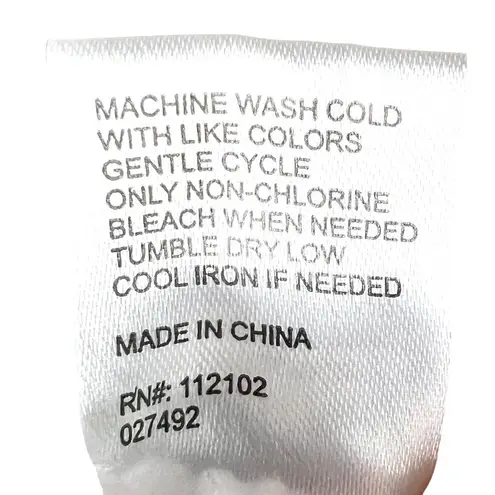 MACHINE WASH COLD
WITH LIKE COLORS
GENTLE CYCLE
ONLY NON-CHLORINE
BLEACH WHEN NEEDED
TUMBLE DRY LOW
COOL IRON IF NEEDED
MADE IN CHINA
RN#: 112102
027492